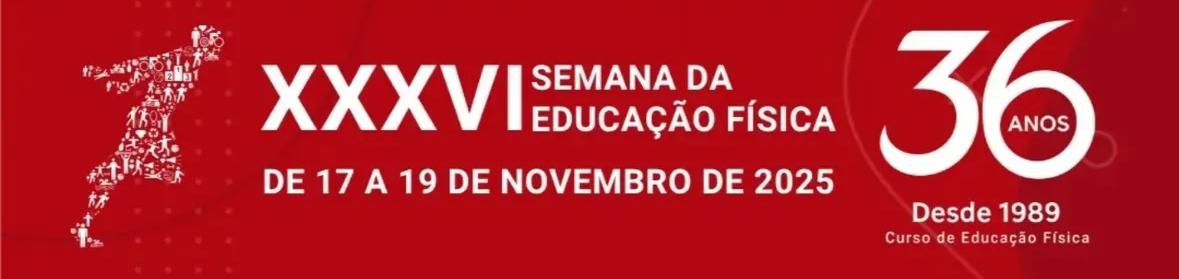 XXXVI SEMANA DA
EDUCAÇÃO FÍSICA
DE 17 A 19 DE NOVEMBRO DE 2025
36
ANOS
Desde 1989
Curso de Educação Física